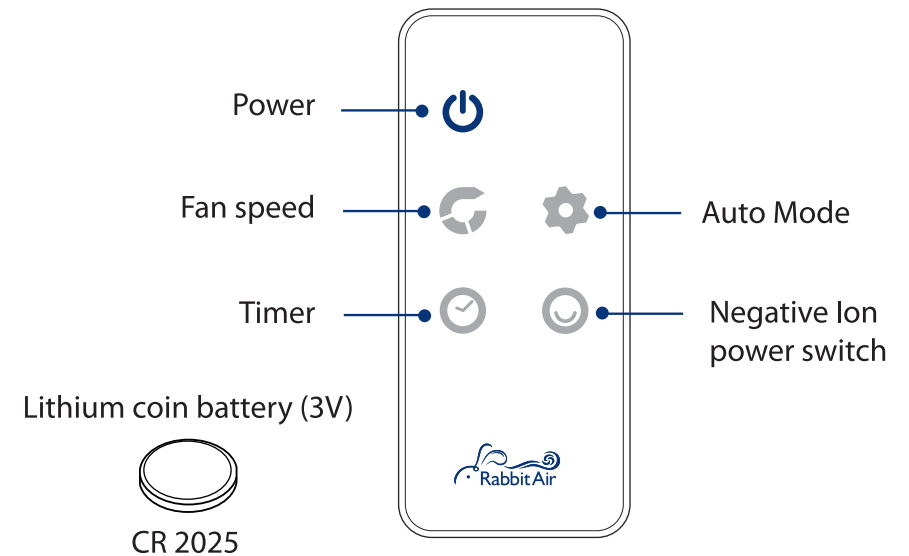 Power
Fan speed
Auto Mode
Timer
Negative Ion
power switch
Lithium coin battery (3V)
RabbitAir
CR 2025